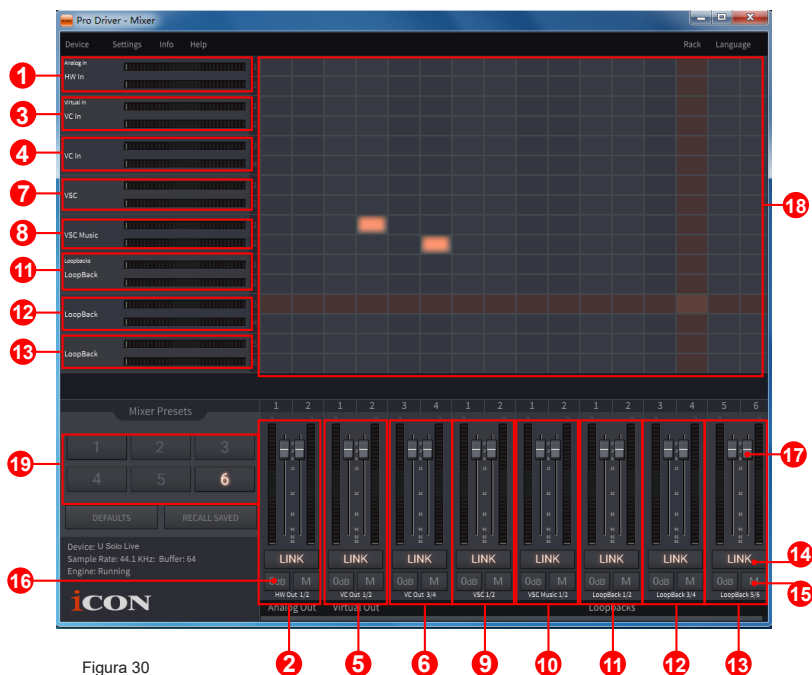 Pro Driver - Mixer
Device Settings Info Help Rack Language
1
Analog In
HW In
3
Virtual In
VC In
4
VC In
7
VSC
8
VSC Music
11
Loopbacks
LoopBack
12
LoopBack
13
LoopBack
18
Mixer Presets
19
1 2 3
4 5 6
DEFAULTS RECALL SAVED
Device: U Solo Live
Sample Rate: 44.1 KHz: Buffer: 64
Engine: Running
iCON
1 2 1 2 3 4 1 2 1 2 1 2 3 4 5 6
17
LINK LINK LINK LINK LINK LINK LINK LINK
14
16
0dB M 0dB M 0dB M 0dB M 0dB M 0dB M 0dB M 0dB M
15
HW Out 1/2 VC Out 1/2 VC Out 3/4 VSC 1/2 VSC Music 1/2 LoopBack 1/2 LoopBack 3/4 LoopBack 5/6
Analog Out Virtual Out Loopbacks
2 5 6 9 10 11 12 13
Figura 30